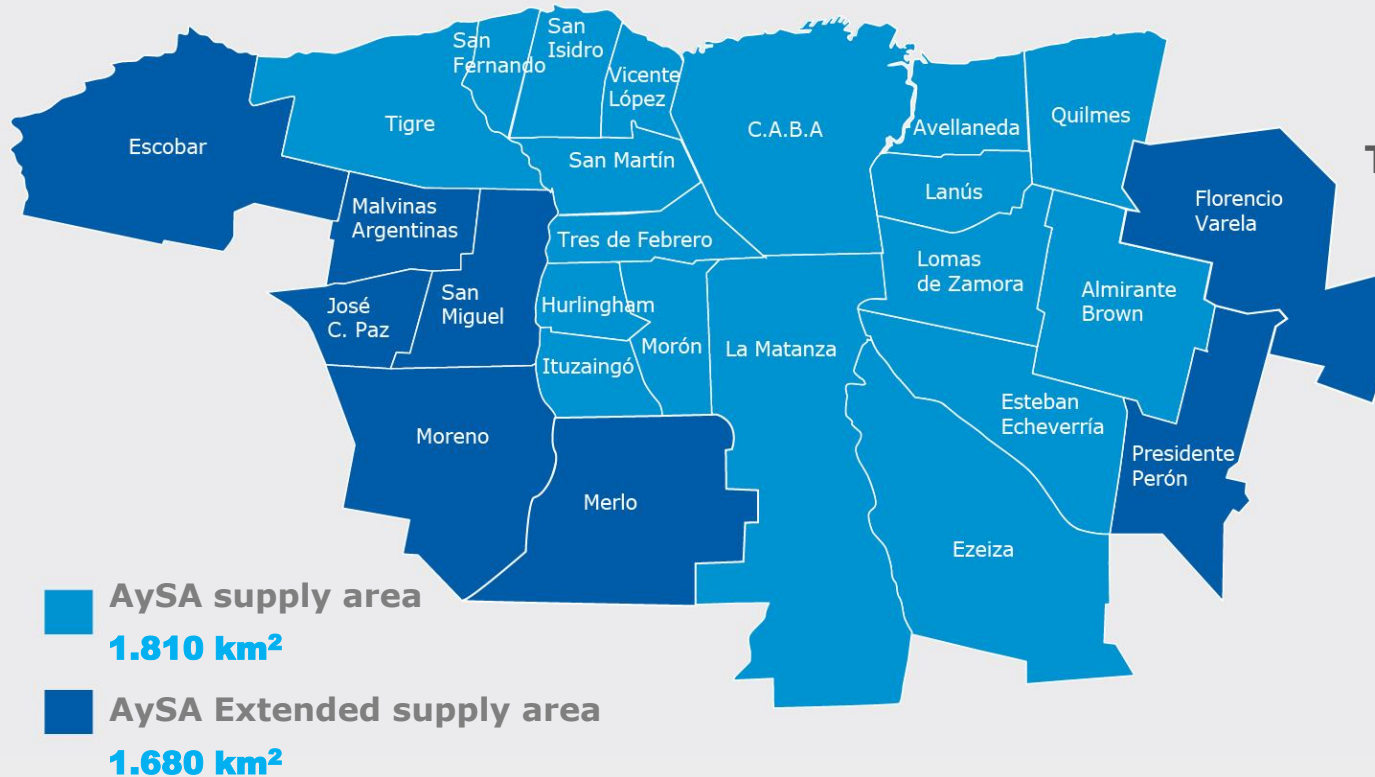 San
Fernando
San
Isidro
Vicente
López
C.A.B.A
Avellaneda
Quilmes
Tigre
Escobar
San Martín
T
Lanús
Florencio
Varela
Malvinas
Argentinas
Tres de Febrero
Lomas
de Zamora
Almirante
Brown
José
C. Paz
San
Miguel
Hurlingham
Morón
La Matanza
Ituzaingó
Esteban
Echeverría
Moreno
Presidente
Perón
Merlo
Ezeiza
AySA supply area
1.810 km²
AySA Extended supply area
1.680 km²